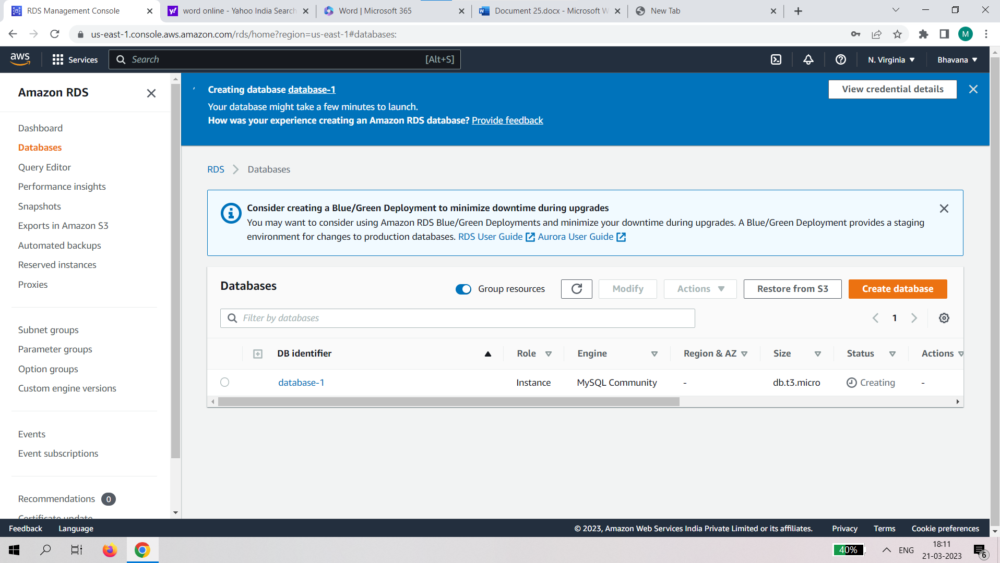 RDS Management Console
word online - Yahoo India Search
Word | Microsoft 365
Document 25.docx - Microsoft W
New Tab
us-east-1.console.aws.amazon.com/rds/home?region=us-east-1#databases:
M
aws
Services
Search
[Alt+S]
N. Virginia
Bhavana
Amazon RDS
Dashboard
Databases
Query Editor
Performance insights
Snapshots
Exports in Amazon S3
Automated backups
Reserved instances
Proxies
Subnet groups
Parameter groups
Option groups
Custom engine versions
Events
Event subscriptions
Recommendations 0
Certificate update
Creating database database-1
Your database might take a few minutes to launch.
How was your experience creating an Amazon RDS database? Provide feedback
View credential details
RDS > Databases
Consider creating a Blue/Green Deployment to minimize downtime during upgrades
You may want to consider using Amazon RDS Blue/Green Deployments and minimize your downtime during upgrades. A Blue/Green Deployment provides a staging
environment for changes to production databases. RDS User Guide Aurora User Guide
Databases
Group resources
Modify
Actions
Restore from S3
Create database
Filter by databases
1
DB identifier Role Engine Region & AZ Size Status Actions
database-1 Instance MySQL Community - db.t3.micro Creating -
Feedback
Language
© 2023, Amazon Web Services India Private Limited or its affiliates.
Privacy
Terms
Cookie preferences
40%
ENG
18:11
21-03-2023
6